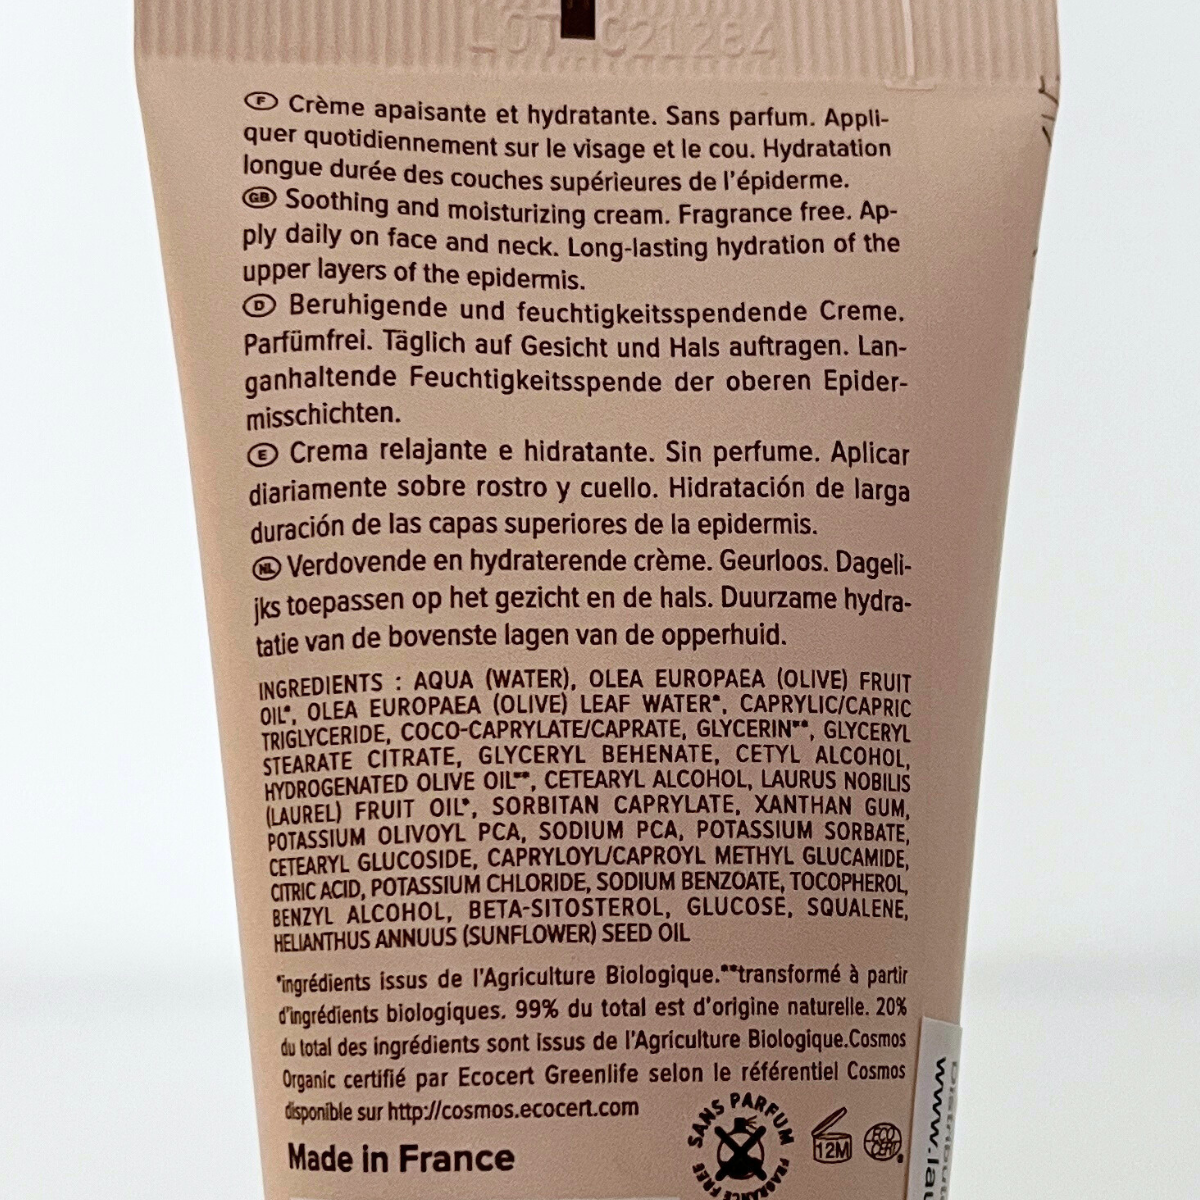 LOT C21284
Ⓕ Crème apaisante et hydratante. Sans parfum. Appli-
quer quotidiennement sur le visage et le cou. Hydratation
longue durée des couches supérieures de l'épiderme.
GB Soothing and moisturizing cream. Fragrance free. Ap-
ply daily on face and neck. Long-lasting hydration of the
upper layers of the epidermis.
Ⓓ Beruhigende und feuchtigkeitsspendende Creme.
Parfümfrei. Täglich auf Gesicht und Hals auftragen. Lan-
ganhaltende Feuchtigkeitsspende der oberen Epider-
misschichten.
Ⓔ Crema relajante e hidratante. Sin perfume. Aplicar
diariamente sobre rostro y cuello. Hidratación de larga
duración de las capas superiores de la epidermis.
NL Verdovende en hydraterende crème. Geurloos. Dageli-
jks toepassen op het gezicht en de hals. Duurzame hydra-
tatie van de bovenste lagen van de opperhuid.
INGREDIENTS : AQUA (WATER), OLEA EUROPAEA (OLIVE) FRUIT
OIL*, OLEA EUROPAEA (OLIVE) LEAF WATER*, CAPRYLIC/CAPRIC
TRIGLYCERIDE, COCO-CAPRYLATE/CAPRATE, GLYCERIN**, GLYCERYL
STEARATE CITRATE, GLYCERYL BEHENATE, CETYL ALCOHOL,
HYDROGENATED OLIVE OIL**, CETEARYL ALCOHOL, LAURUS NOBILIS
(LAUREL) FRUIT OIL*, SORBITAN CAPRYLATE, XANTHAN GUM,
POTASSIUM OLIVOYL PCA, SODIUM PCA, POTASSIUM SORBATE,
CETEARYL GLUCOSIDE, CAPRYLOYL/CAPROYL METHYL GLUCAMIDE,
CITRIC ACID, POTASSIUM CHLORIDE, SODIUM BENZOATE, TOCOPHEROL,
BENZYL ALCOHOL, BETA-SITOSTEROL, GLUCOSE, SQUALENE,
HELIANTHUS ANNUUS (SUNFLOWER) SEED OIL
*ingrédients issus de l'Agriculture Biologique.**transformé à partir
d'ingrédients biologiques. 99% du total est d'origine naturelle. 20%
du total des ingrédients sont issus de l'Agriculture Biologique.Cosmos
Organic certifié par Ecocert Greenlife selon le référentiel Cosmos
disponible sur http://cosmos.ecocert.com
Made in France
SANS PARFUM
FRAGRANCE FREE
12M
ECO
CERT
www.lau